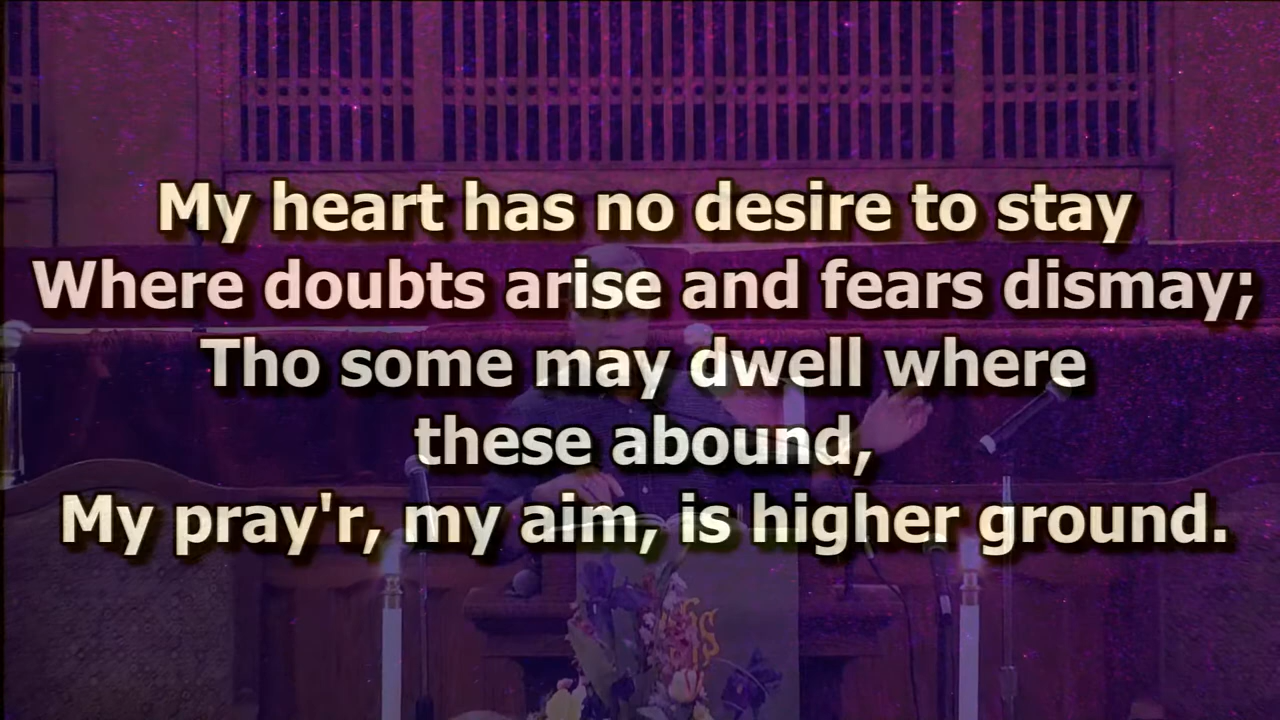 My heart has no desire to stay
Where doubts arise and fears dismay;
Tho some may dwell where
these abound,
My pray'r, my aim, is higher ground.